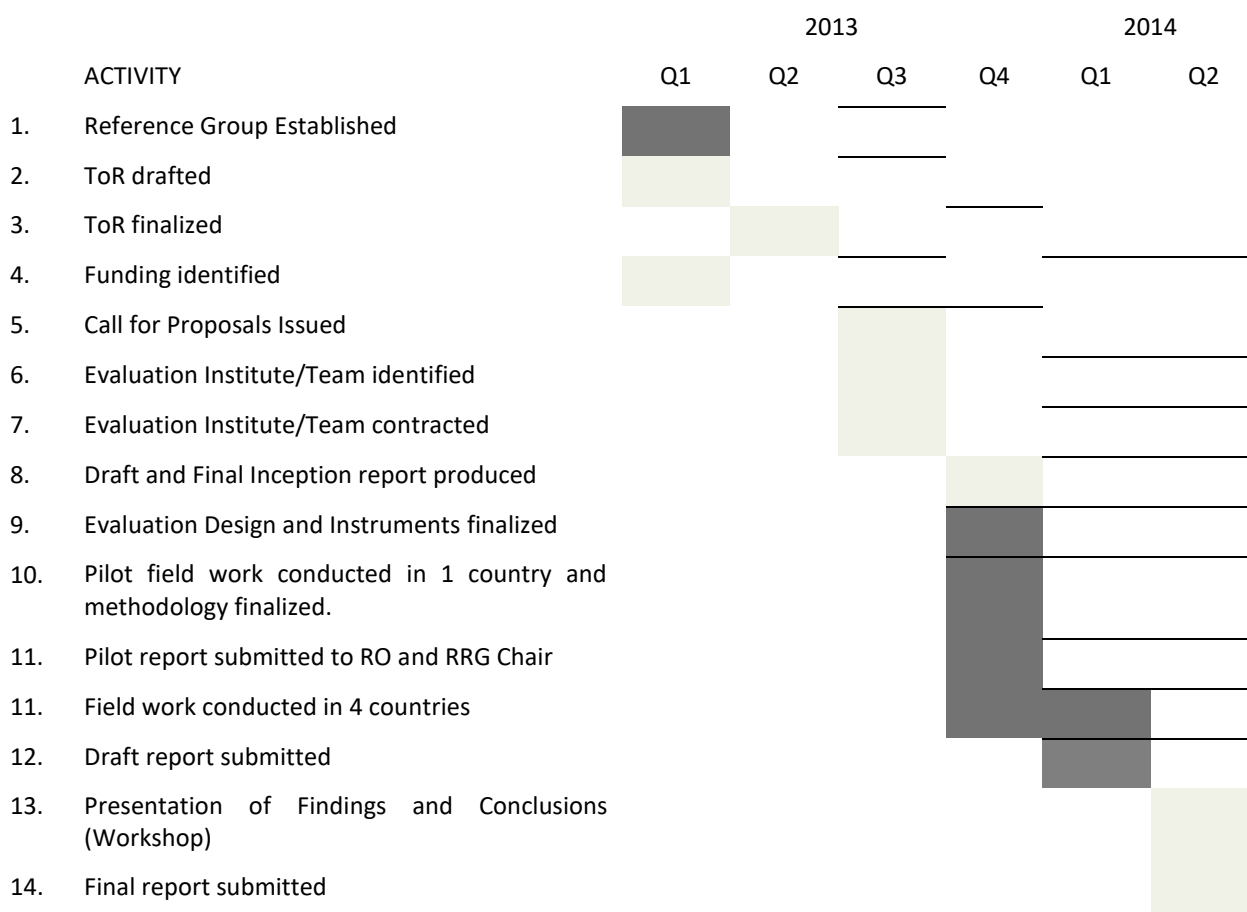 2013 2014
ACTIVITY Q1 Q2 Q3 Q4 Q1 Q2
1. Reference Group Established
2. ToR drafted
3. ToR finalized
4. Funding identified
5. Call for Proposals Issued
6. Evaluation Institute/Team identified
7. Evaluation Institute/Team contracted
8. Draft and Final Inception report produced
9. Evaluation Design and Instruments finalized
10. Pilot field work conducted in 1 country and
methodology finalized.
11. Pilot report submitted to RO and RRG Chair
11. Field work conducted in 4 countries
12. Draft report submitted
13. Presentation of Findings and Conclusions
(Workshop)
14. Final report submitted